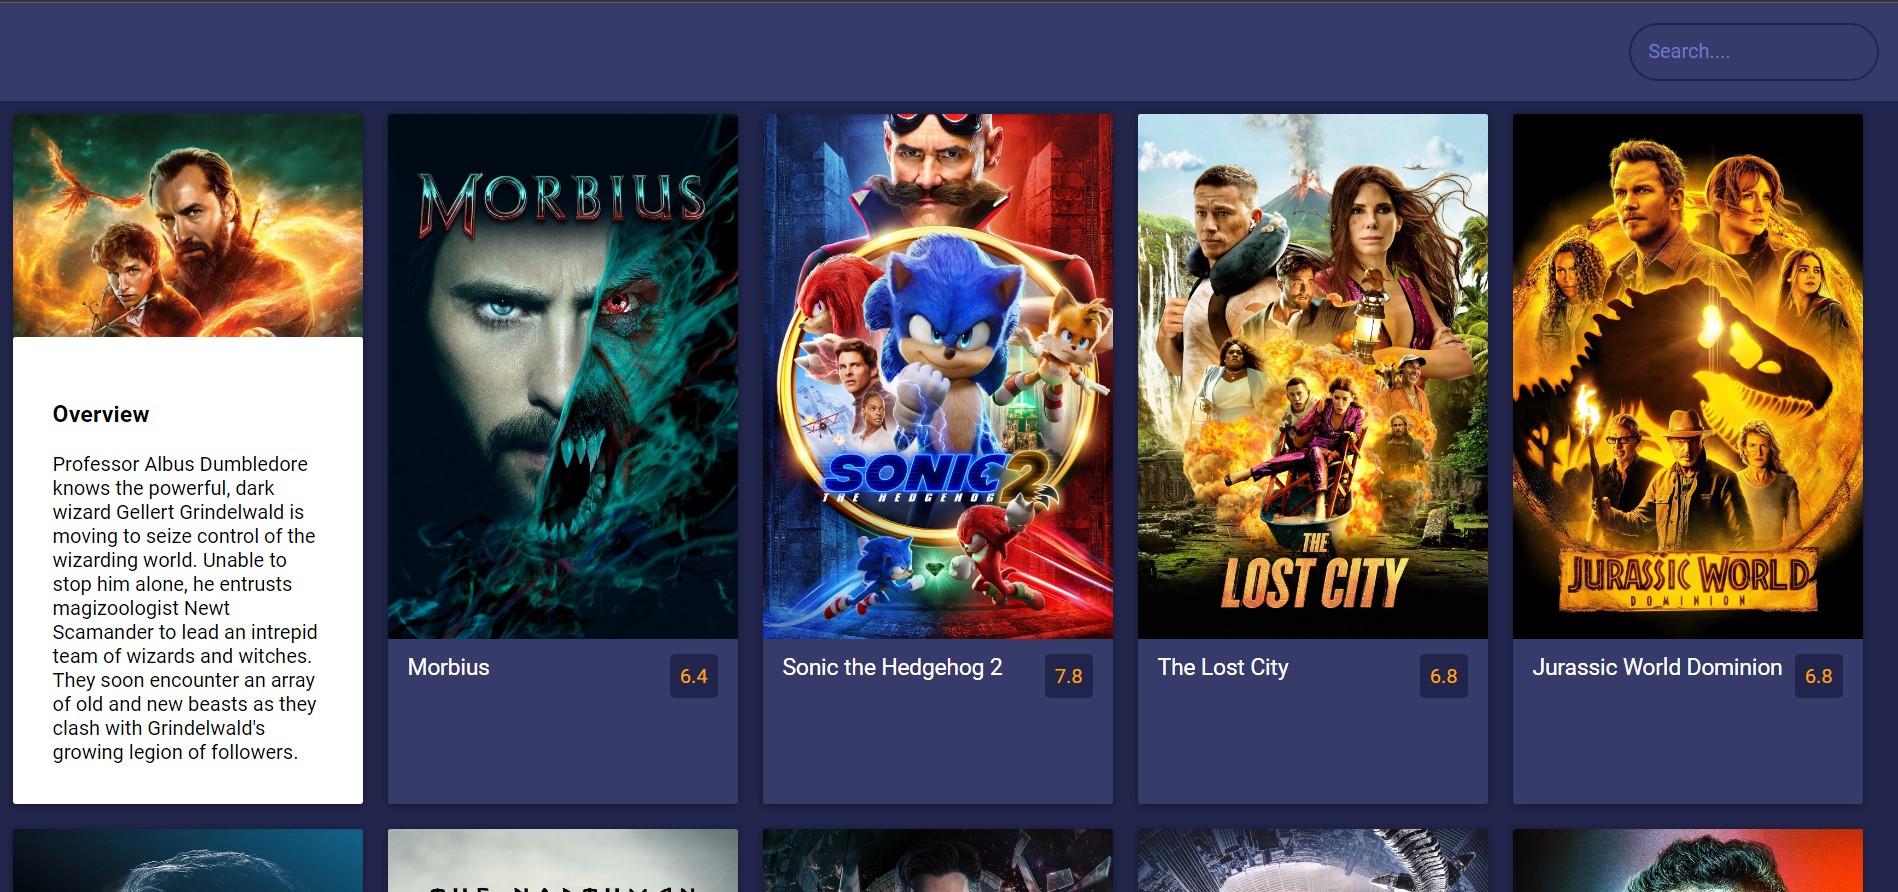 Search....
Overview
Professor Albus Dumbledore
knows the powerful, dark
wizard Gellert Grindelwald is
moving to seize control of the
wizarding world. Unable to
stop him alone, he entrusts
magizoologist Newt
Scamander to lead an intrepid
team of wizards and witches.
They soon encounter an array
of old and new beasts as they
clash with Grindelwald's
growing legion of followers.
MORBIUS
Morbius
6.4
SONIC 2
THE HEDGEHOG
Sonic the Hedgehog 2
7.8
THE
LOST CITY
The Lost City
6.8
JURASSIC WORLD
DOMINION
Jurassic World Dominion
6.8